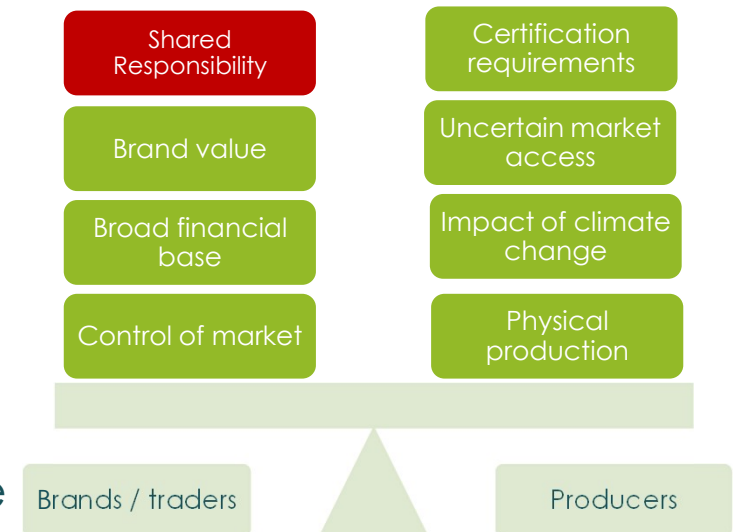 Shared
Responsibility
Brand value
Broad financial
base
Control of market
Certification
requirements
Uncertain market
access
Impact of climate
change
Physical
production
e
Brands / traders
Producers